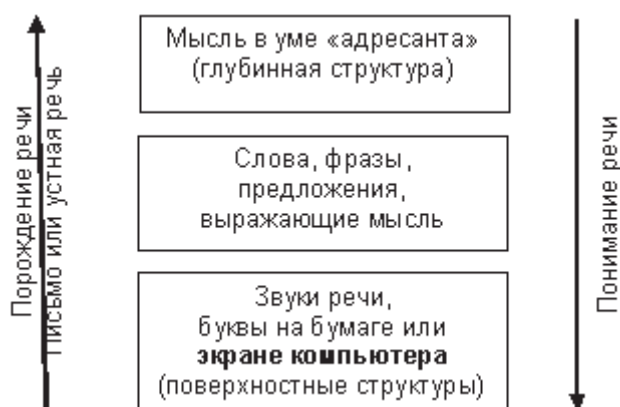 Порождение речи
Письмо или устная речь
Мысль в уме «адресанта»
(глубинная структура)
Слова, фразы,
предложения,
выражающие мысль
Звуки речи,
буквы на бумаге или
экране компьютера
(поверхностные структуры)
Понимание речи